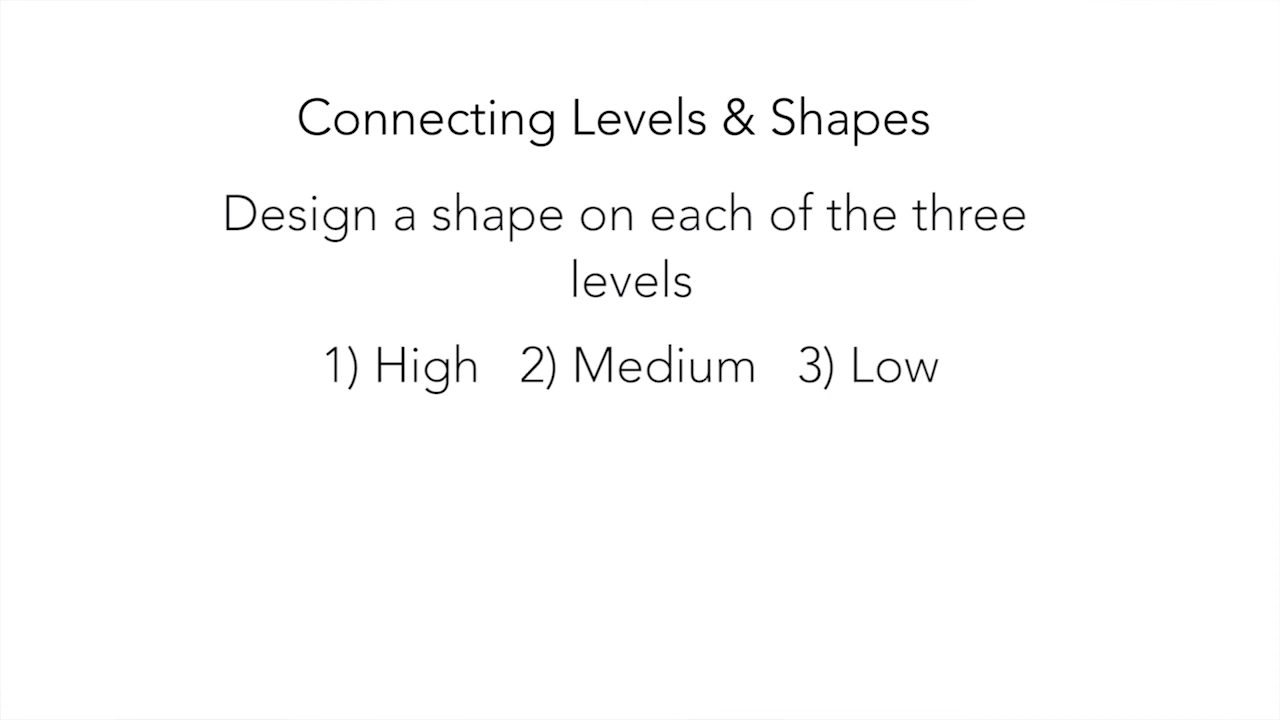 Connecting Levels & Shapes
Design a shape on each of the three
levels
1) High 2) Medium 3) Low